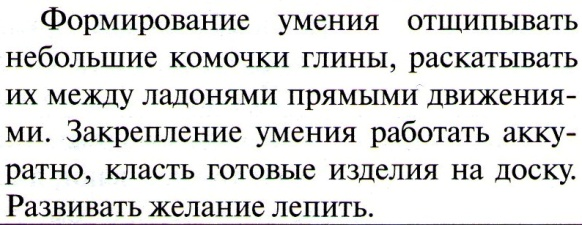 Формирование умения отщипывать
небольшие комочки глины, раскатывать
их между ладонями прямыми движения-
ми. Закрепление умения работать акку-
ратно, класть готовые изделия на доску.
Развивать желание лепить.